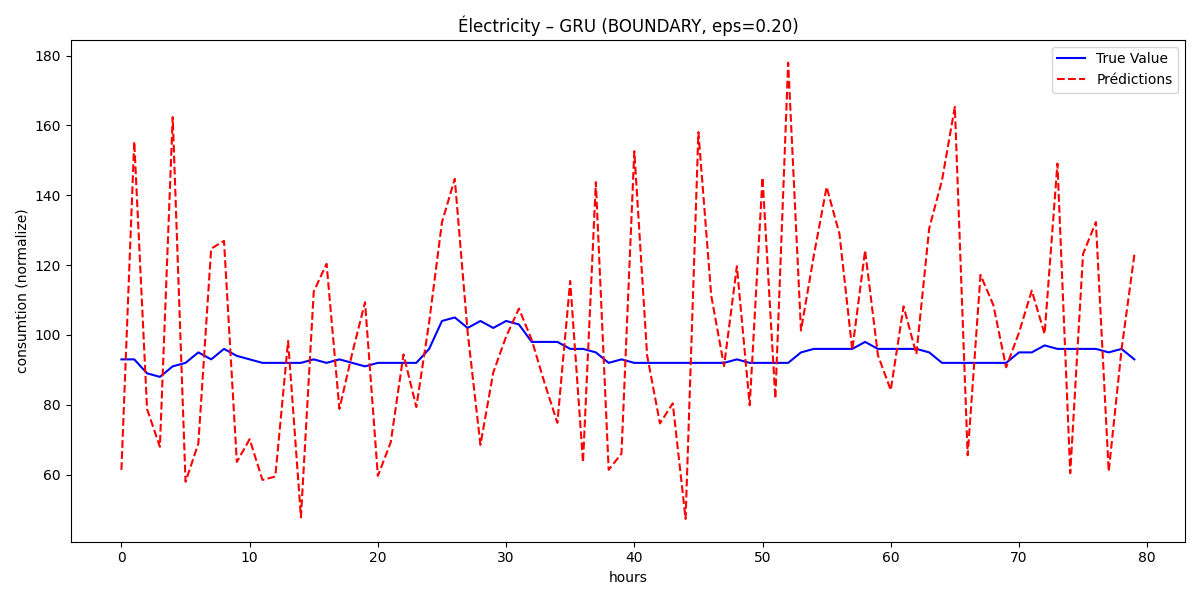 Électricity – GRU (BOUNDARY, eps=0.20)
True Value
Prédictions
consumtion (normalize)
180
160
140
120
100
80
60
0 10 20 30 40 50 60 70 80
hours